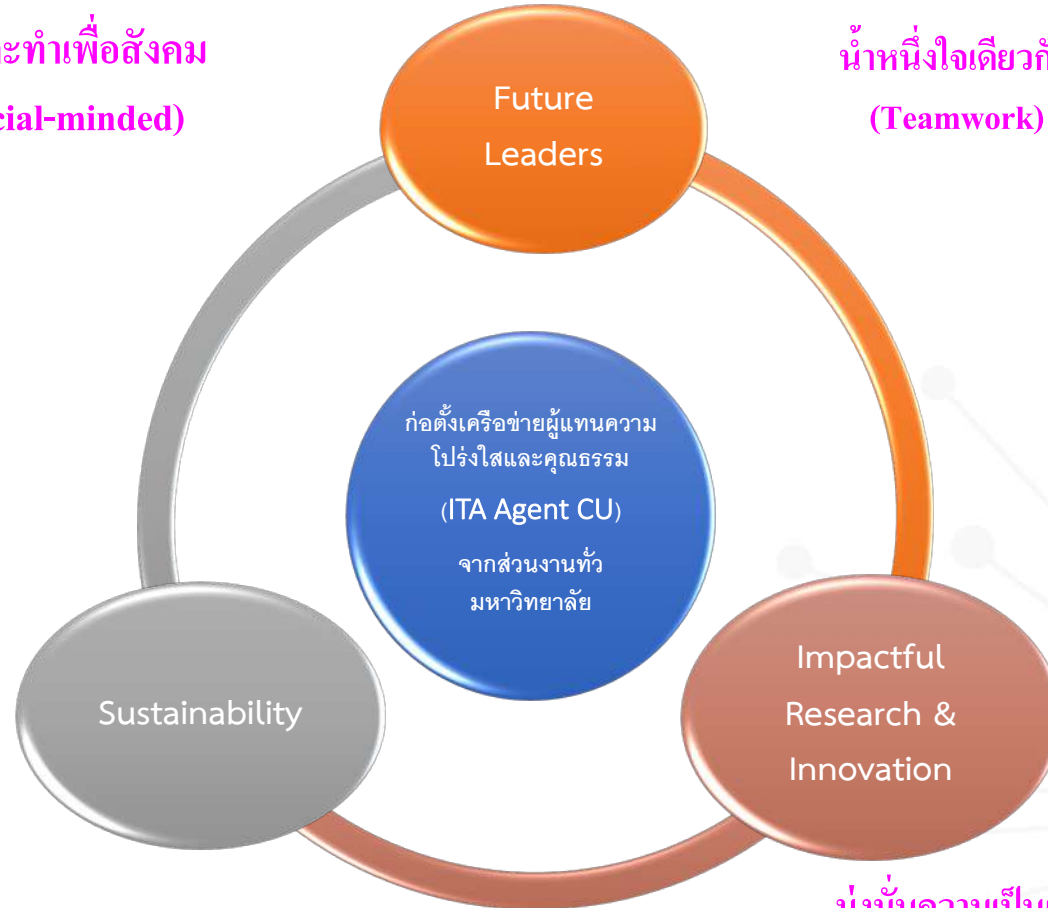 ทำเพื่อสังคม
cial-minded)
น้ำหนึ่งใจเดียวกั
(Teamwork)
Future
Leaders
ก่อตั้งเครือข่ายผู้แทนความ
โปร่งใสและคุณธรรม
(ITA Agent CU)
จากส่วนงานทั่ว
มหาวิทยาลัย
Sustainability
Impactful
Research &
Innovation